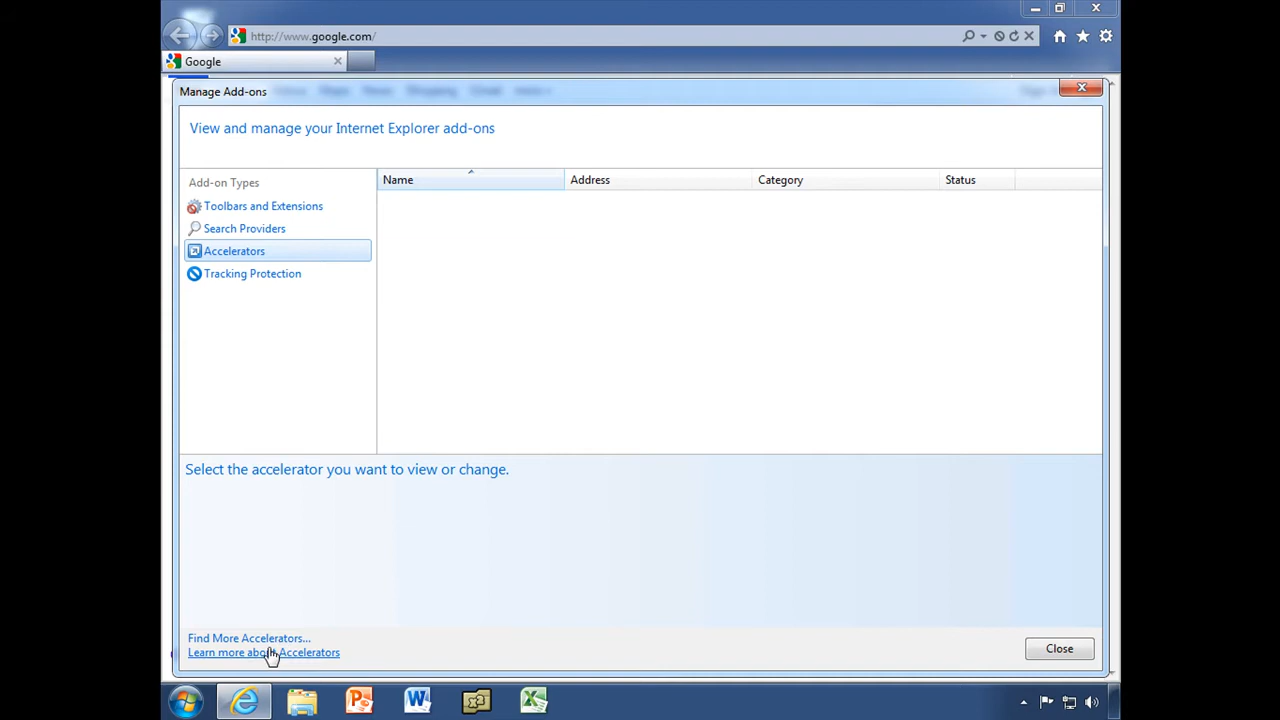 http://www.google.com/
Google
Manage Add-ons
View and manage your Internet Explorer add-ons
Add-on Types
Toolbars and Extensions
Search Providers
Accelerators
Tracking Protection
Name Address Category Status
Select the accelerator you want to view or change.
Find More Accelerators...
Learn more about Accelerators
Close